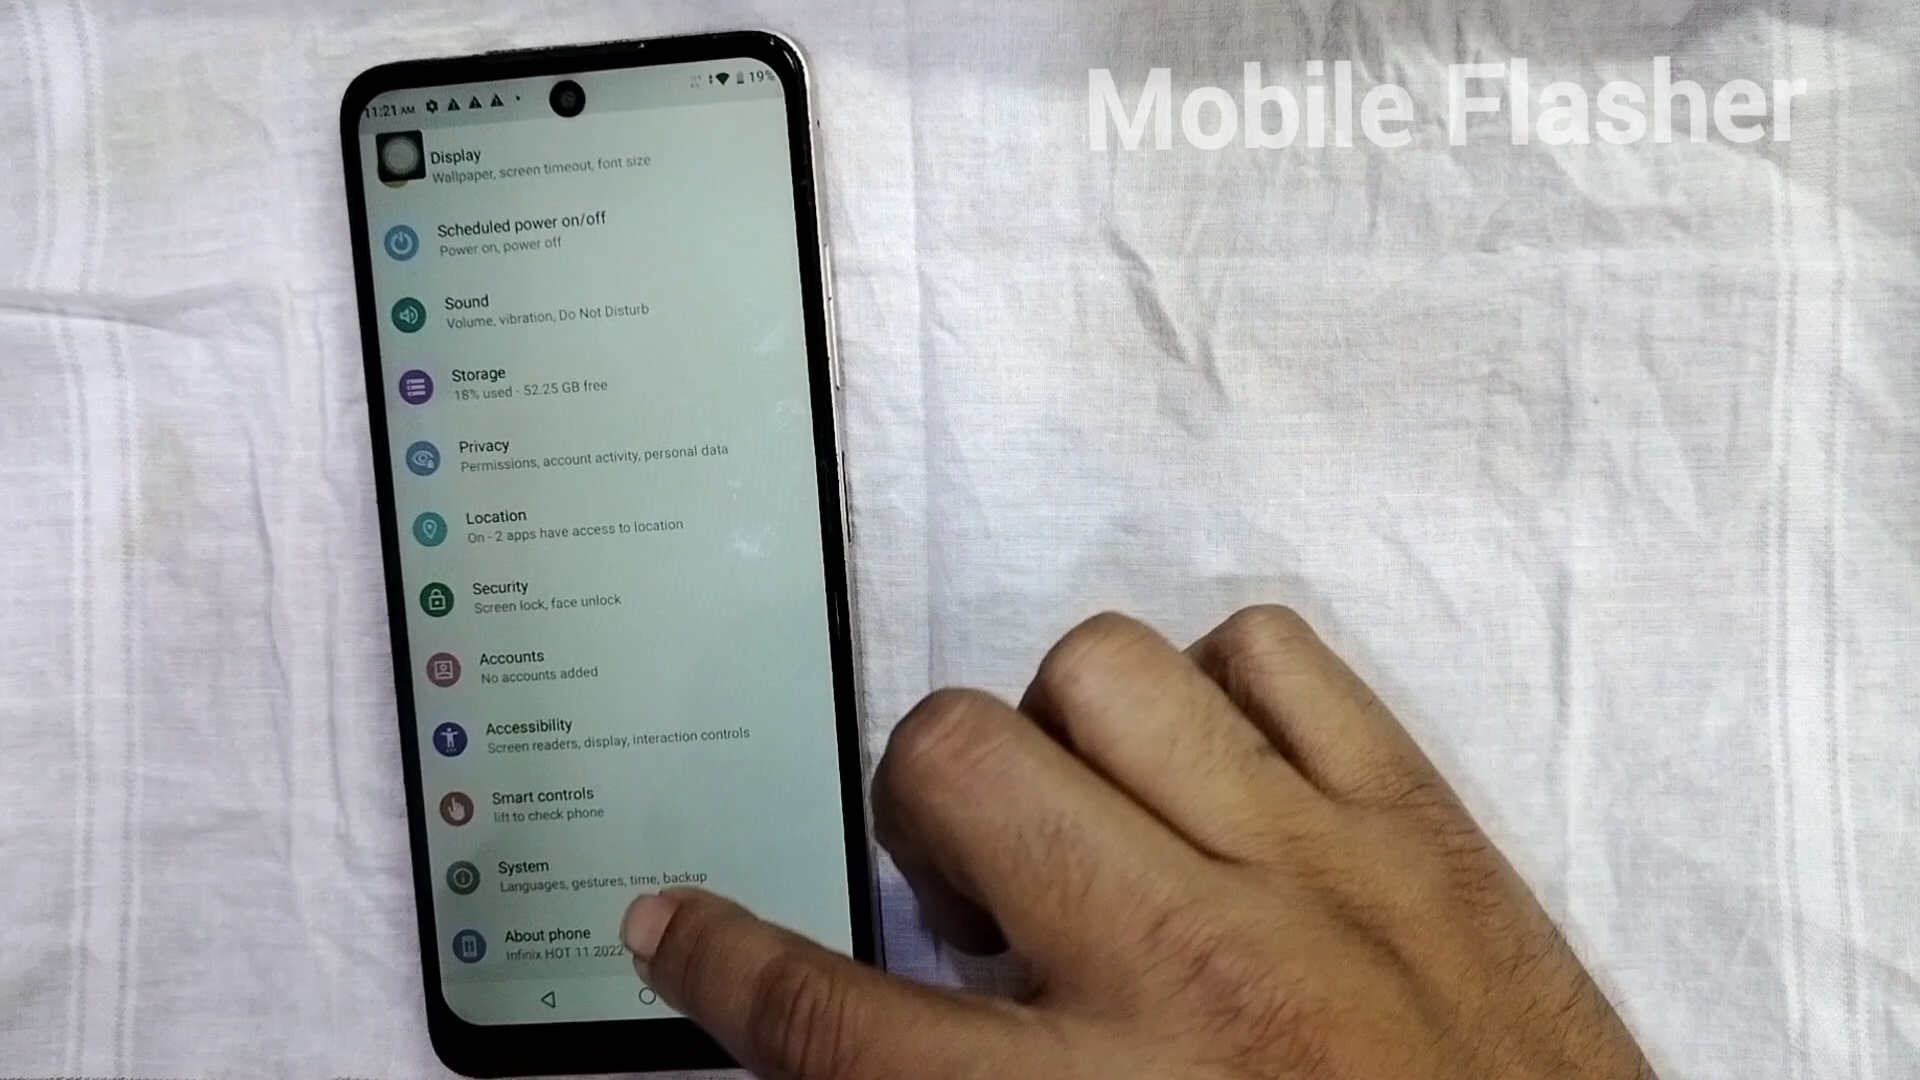 Mobile Flasher
11:21 AM
19%
Display
Wallpaper, screen timeout, font size
Scheduled power on/off
Power on, power off
Sound
Volume, vibration, Do Not Disturb
Storage
18% used - 52.25 GB free
Privacy
Permissions, account activity, personal data
Location
On - 2 apps have access to location
Security
Screen lock, face unlock
Accounts
No accounts added
Accessibility
Screen readers, display, interaction controls
Smart controls
lift to check phone
System
Languages, gestures, time, backup
About phone
Infinix HOT 11 2022